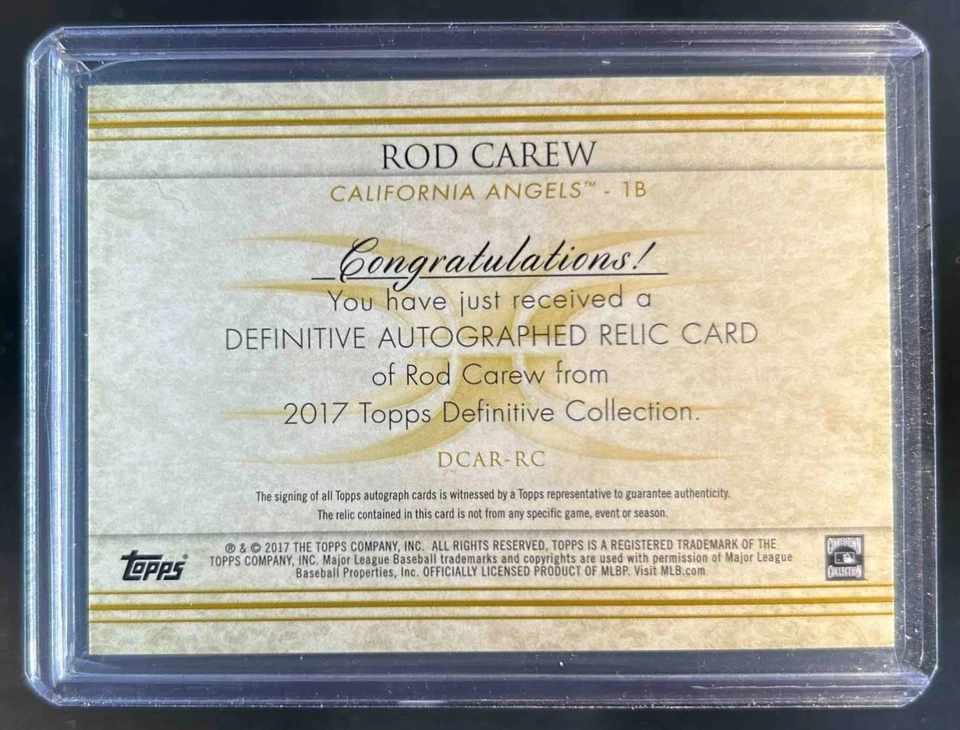 ROD CAREW
CALIFORNIA ANGELS™ - 1B
Congratulations!
You have just received a
DEFINITIVE AUTOGRAPHED RELIC CARD
of Rod Carew from
2017 Topps Definitive Collection.
DCAR-RC
The signing of all Topps autograph cards is witnessed by a Topps representative to guarantee authenticity.
The relic contained in this card is not from any specific game, event or season.
® & © 2017 THE TOPPS COMPANY, INC. ALL RIGHTS RESERVED, TOPPS IS A REGISTERED TRADEMARK OF THE
TOPPS COMPANY, INC. Major League Baseball trademarks and copyrights are used with permission of Major League
Baseball Properties, Inc. OFFICIALLY LICENSED PRODUCT OF MLBP. Visit MLB.com
Topps®
COOPERSTOWN
COLLECTION